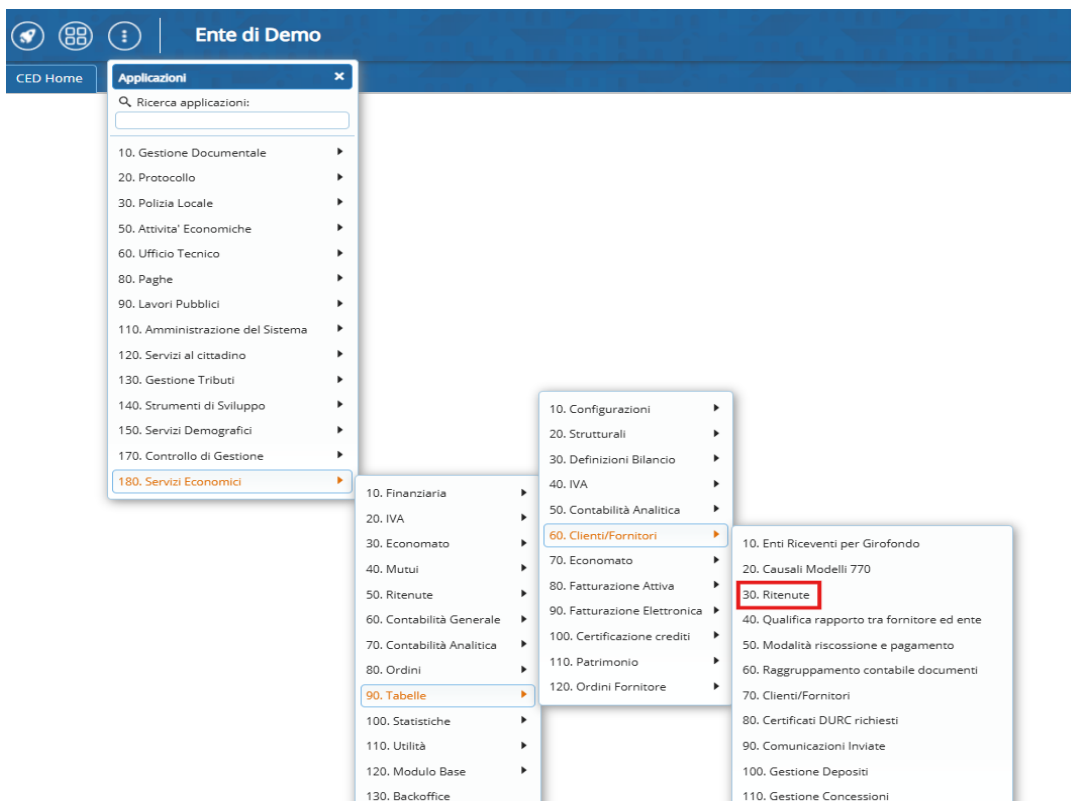 Ente di Demo
CED Home
Applicazioni
Ricerca applicazioni:
10. Gestione Documentale
20. Protocollo
30. Polizia Locale
50. Attivita' Economiche
60. Ufficio Tecnico
80. Paghe
90. Lavori Pubblici
110. Amministrazione del Sistema
120. Servizi al cittadino
130. Gestione Tributi
140. Strumenti di Sviluppo
150. Servizi Demografici
170. Controllo di Gestione
180. Servizi Economici
10. Finanziaria
20. IVA
30. Economato
40. Mutui
50. Ritenute
60. Contabilità Generale
70. Contabilità Analitica
80. Ordini
90. Tabelle
100. Statistiche
110. Utilità
120. Modulo Base
130. Backoffice
10. Configurazioni
20. Strutturali
30. Definizioni Bilancio
40. IVA
50. Contabilità Analitica
60. Clienti/Fornitori
70. Economato
80. Fatturazione Attiva
90. Fatturazione Elettronica
100. Certificazione crediti
110. Patrimonio
120. Ordini Fornitore
10. Enti Riceventi per Girofondo
20. Causali Modelli 770
30. Ritenute
40. Qualifica rapporto tra fornitore ed ente
50. Modalità riscossione e pagamento
60. Raggruppamento contabile documenti
70. Clienti/Fornitori
80. Certificati DURC richiesti
90. Comunicazioni Inviate
100. Gestione Depositi
110. Gestione Concessioni